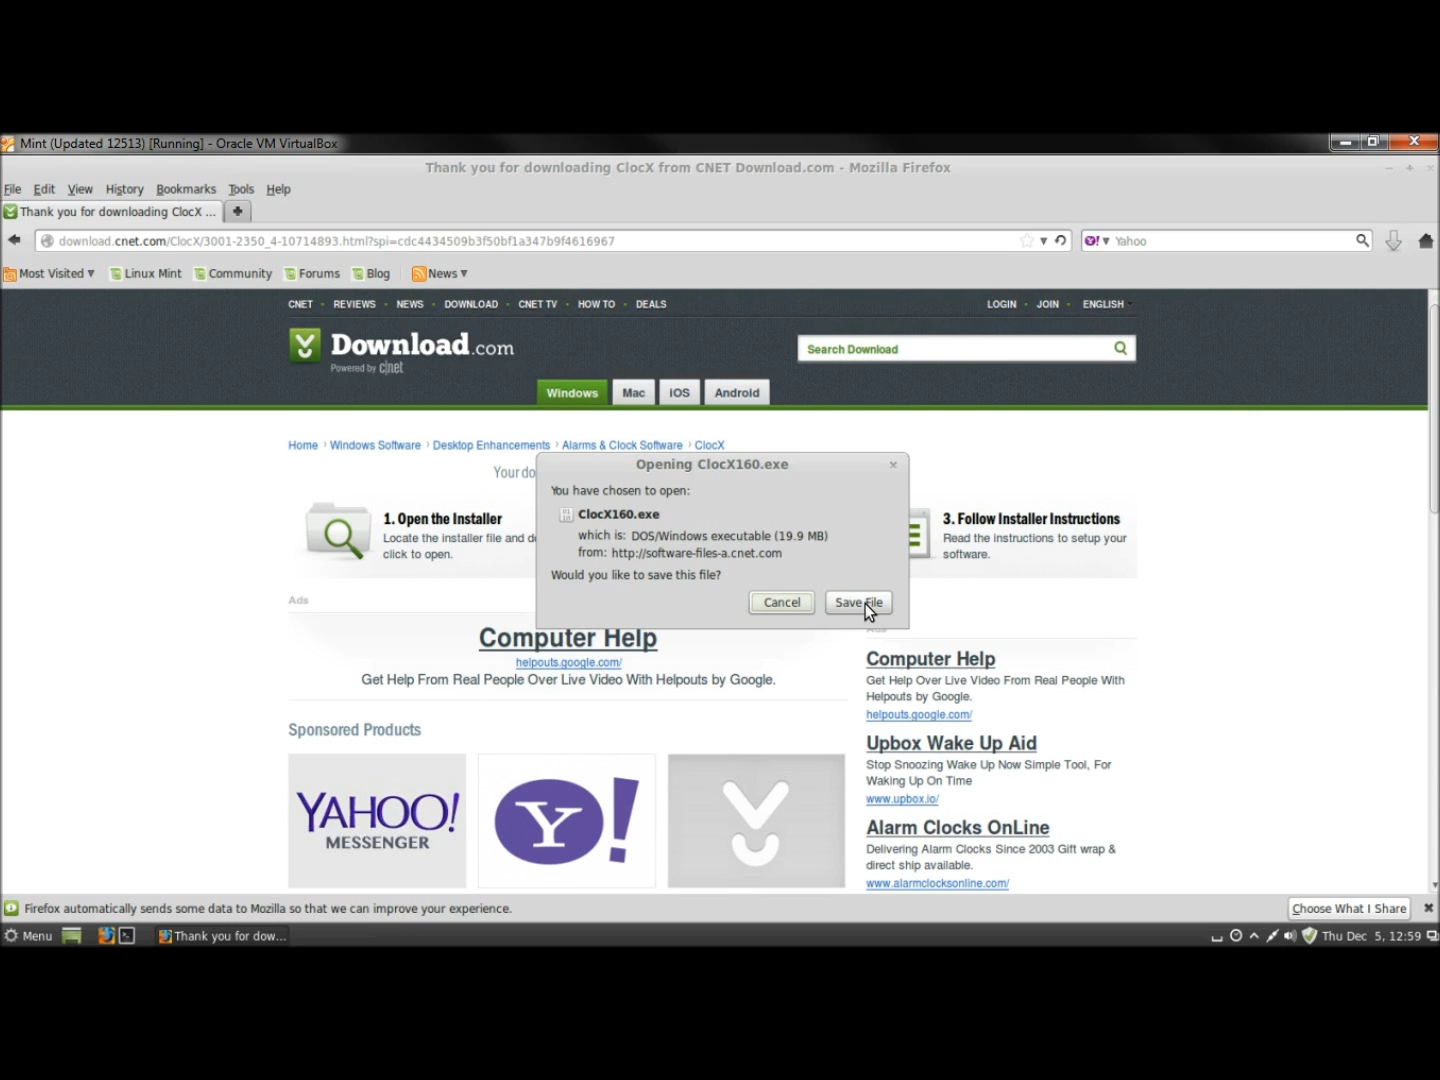 Mint (Updated 12513) [Running] - Oracle VM VirtualBox
Thank you for downloading ClocX from CNET Download.com - Mozilla Firefox
File Edit View History Bookmarks Tools Help
Thank you for downloading ClocX ...
download.cnet.com/ClocX/3001-2350_4-10714893.html?spi=cdc4434509b3f50bf1a347b9f4616967
Yahoo
Most Visited Linux Mint Community Forums Blog News
CNET REVIEWS NEWS DOWNLOAD CNET TV HOW TO DEALS LOGIN JOIN ENGLISH
Download.com
Powered by c|net
Search Download
Windows Mac iOS Android
Home › Windows Software › Desktop Enhancements › Alarms & Clock Software › ClocX
Your do
Opening ClocX160.exe
You have chosen to open:
ClocX160.exe
which is: DOS/Windows executable (19.9 MB)
from: http://software-files-a.cnet.com
Would you like to save this file?
Cancel Save File
1. Open the Installer
Locate the installer file and do
click to open.
3. Follow Installer Instructions
Read the instructions to setup your
software.
Ads
Computer Help
helpouts.google.com/
Get Help From Real People Over Live Video With Helpouts by Google.
Sponsored Products
YAHOO!
MESSENGER
Y!
Ads
Computer Help
Get Help Over Live Video From Real People With
Helpouts by Google.
helpouts.google.com/
Upbox Wake Up Aid
Stop Snoozing Wake Up Now Simple Tool, For
Waking Up On Time
www.upbox.io/
Alarm Clocks OnLine
Delivering Alarm Clocks Since 2003 Gift wrap &
direct ship available.
www.alarmclocksonline.com/
Firefox automatically sends some data to Mozilla so that we can improve your experience.
Choose What I Share
Menu
Thank you for dow...
Thu Dec 5, 12:59